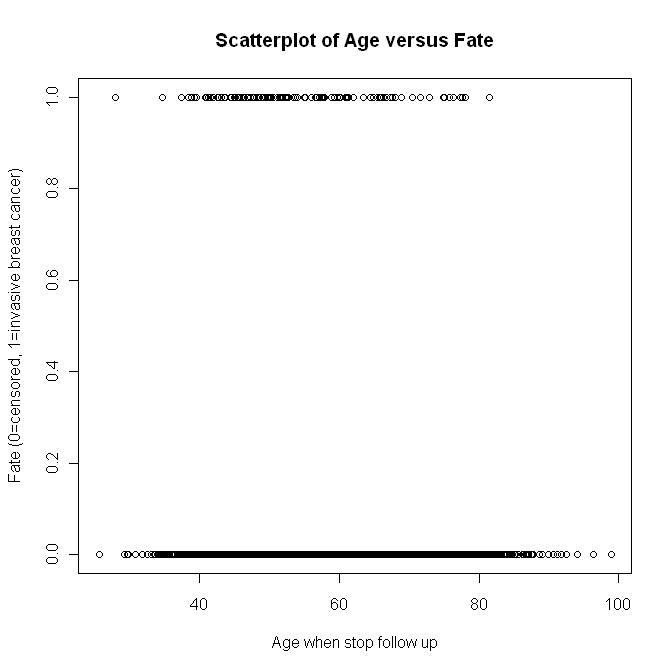 Scatterplot of Age versus Fate
Fate (0=censored, 1=invasive breast cancer)
1.0
0.8
0.6
0.4
0.2
0.0
40 60 80 100
Age when stop follow up